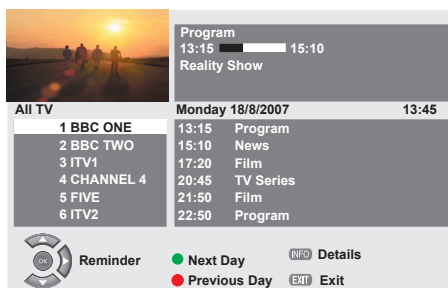 Program
13:15 15:10
Reality Show
All TV Monday 18/8/2007 13:45
1 BBC ONE 13:15 Program
2 BBC TWO 15:10 News
3 ITV1 17:20 Film
4 CHANNEL 4 20:45 TV Series
5 FIVE 21:50 Film
6 ITV2 22:50 Program
OK Reminder Next Day INFO Details
Previous Day EXIT Exit